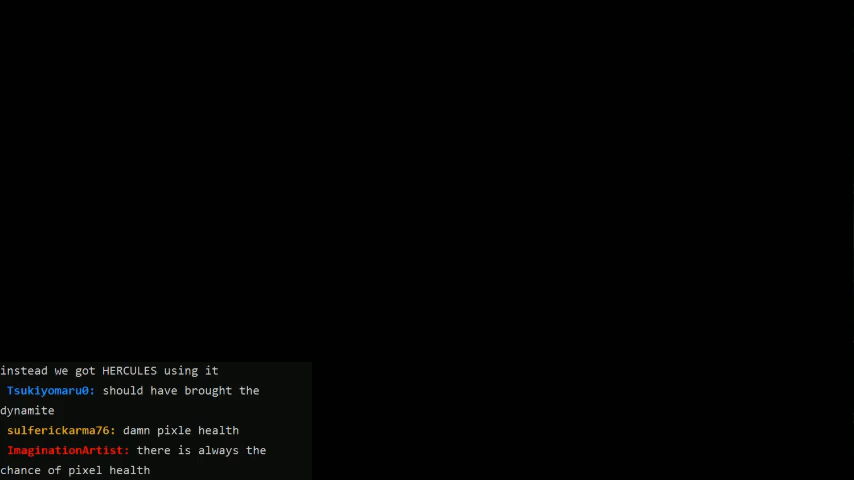 instead we got HERCULES using it
Tsukiyomaru0: should have brought the
dynamite
sulferickarma76: damn pixle health
ImaginationArtist: there is always the
chance of pixel health